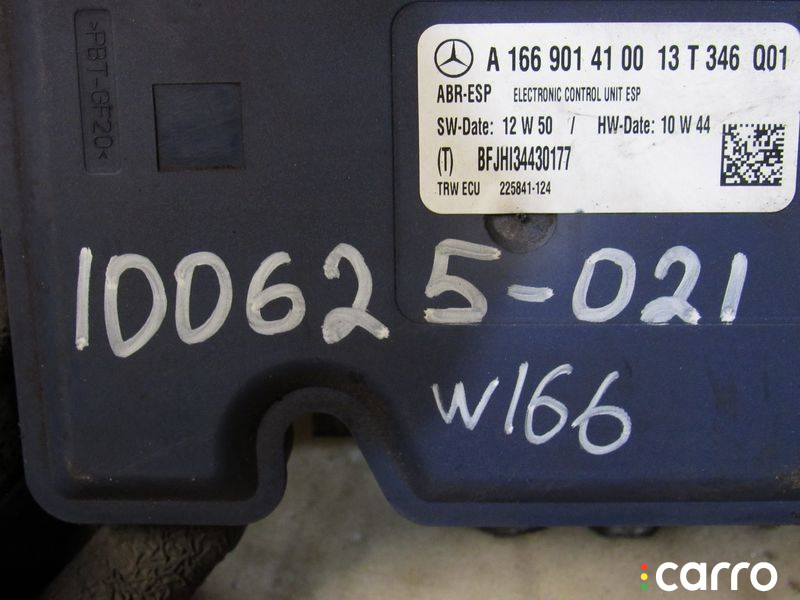 >PBT-GF20<
A 166 901 41 00 13 T 346 Q01
ABR-ESP ELECTRONIC CONTROL UNIT ESP
SW-Date: 12 W 50 / HW-Date: 10 W 44
(T) BFJHI34430177
TRW ECU 225841-124
100625-021
W166
carro